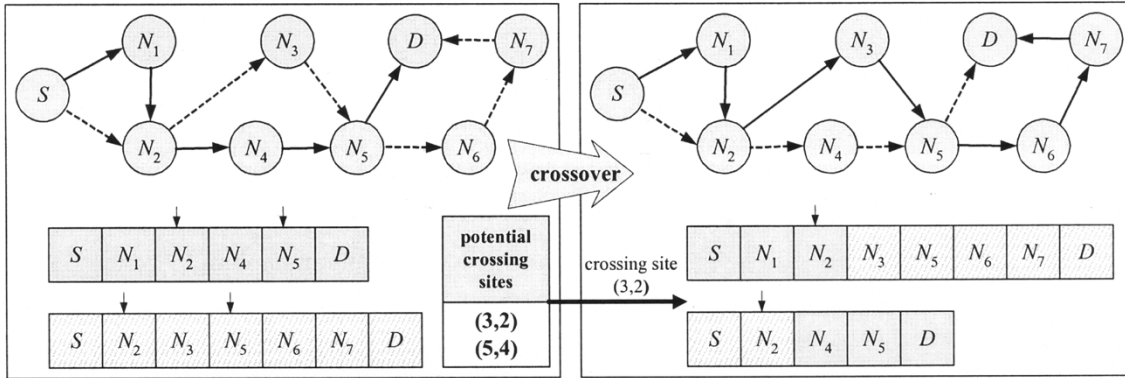 N1 N3 D N7
S
N2 N4 N5 N6
S N1 N2 N4 N5 D
S N2 N3 N5 N6 N7 D
potential
crossing
sites
(3,2)
(5,4)
crossover
crossing site
(3,2)
N1 N3 D N7
S
N2 N4 N5 N6
S N1 N2 N3 N5 N6 N7 D
S N2 N4 N5 D